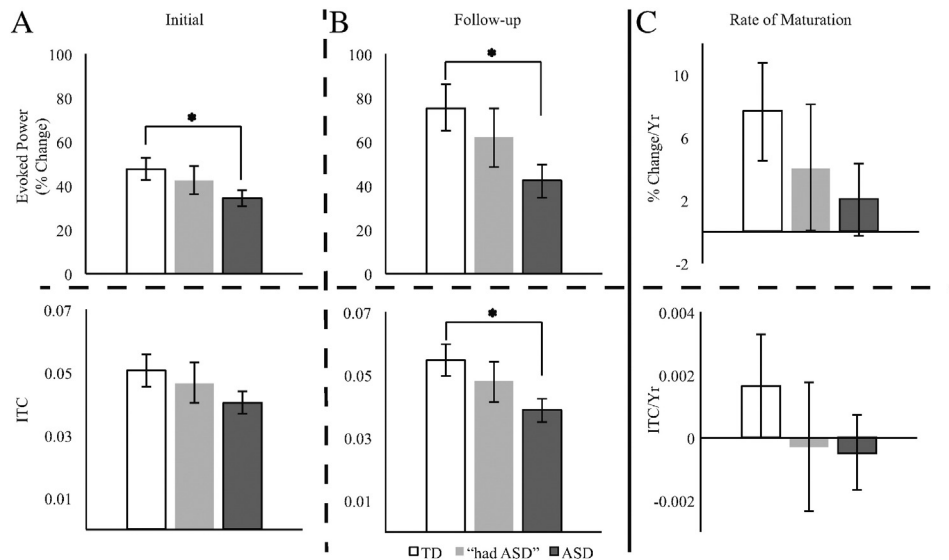 A
Initial
B
Follow-up
C
Rate of Maturation
Evoked Power
(% Change)
100
80
60
40
20
0
*
100
80
60
40
20
0
*
% Change/Yr
10
6
2
-2
ITC
0.07
0.05
0.03
0.01
0.07
0.05
0.03
0.01
*
ITC/Yr
0.004
0.002
0
-0.002
TD "had ASD" ASD